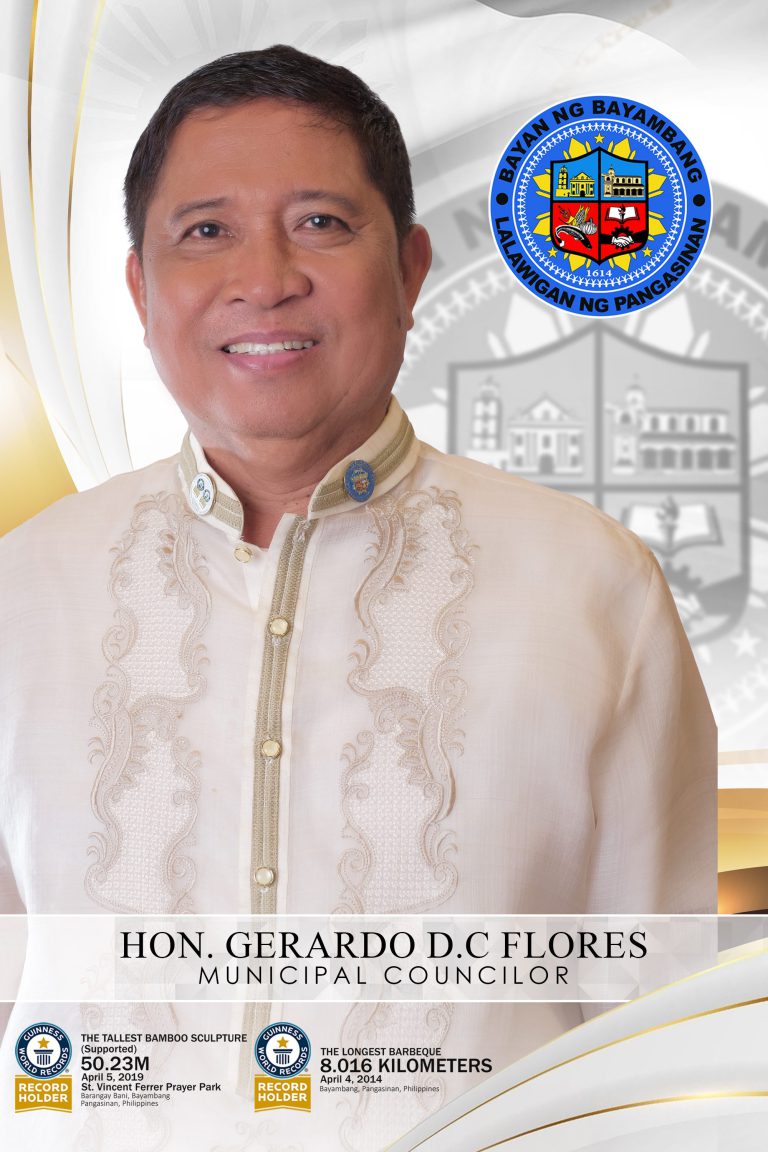 BAYAN NG BAYAMBANG
1614
LALAWIGAN NG PANGASINAN
HON. GERARDO D.C FLORES
MUNICIPAL COUNCILOR
GUINNESS
WORLD RECORDS
RECORD
HOLDER
THE TALLEST BAMBOO SCULPTURE
(Supported)
50.23M
April 5, 2019
St. Vincent Ferrer Prayer Park
Barangay Bani, Bayambang
Pangasinan, Philippines
GUINNESS
WORLD RECORDS
RECORD
HOLDER
THE LONGEST BARBEQUE
8.016 KILOMETERS
April 4, 2014
Bayambang, Pangasinan, Philippines